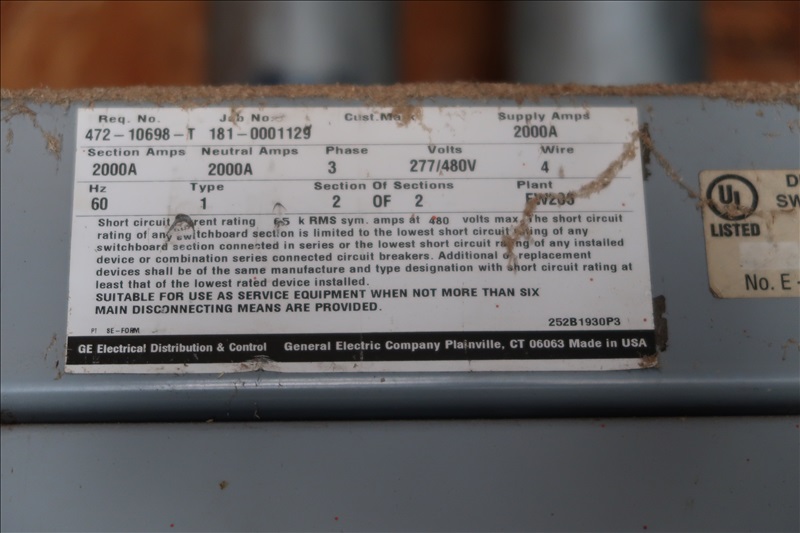 Req. No. Job No. Cust. Mark Supply Amps
472-10698-T 181-0001129 2000A
Section Amps Neutral Amps Phase Volts Wire
2000A 2000A 3 277/480V 4
Hz Type Section Of Sections Plant
60 1 2 OF 2
Short circuit current rating 65 k RMS sym. amps at 480 volts max. The short circuit
rating of any switchboard section is limited to the lowest short circuit rating of any
switchboard section connected in series or the lowest short circuit rating of any installed
device or combination series connected circuit breakers. Additional or replacement
devices shall be of the same manufacture and type designation with short circuit rating at
least that of the lowest rated device installed.
SUITABLE FOR USE AS SERVICE EQUIPMENT WHEN NOT MORE THAN SIX
MAIN DISCONNECTING MEANS ARE PROVIDED.
252B1930P3
GE Electrical Distribution & Control General Electric Company Plainville, CT 06063 Made in USA
UL
LISTED
D
SW
No. E-